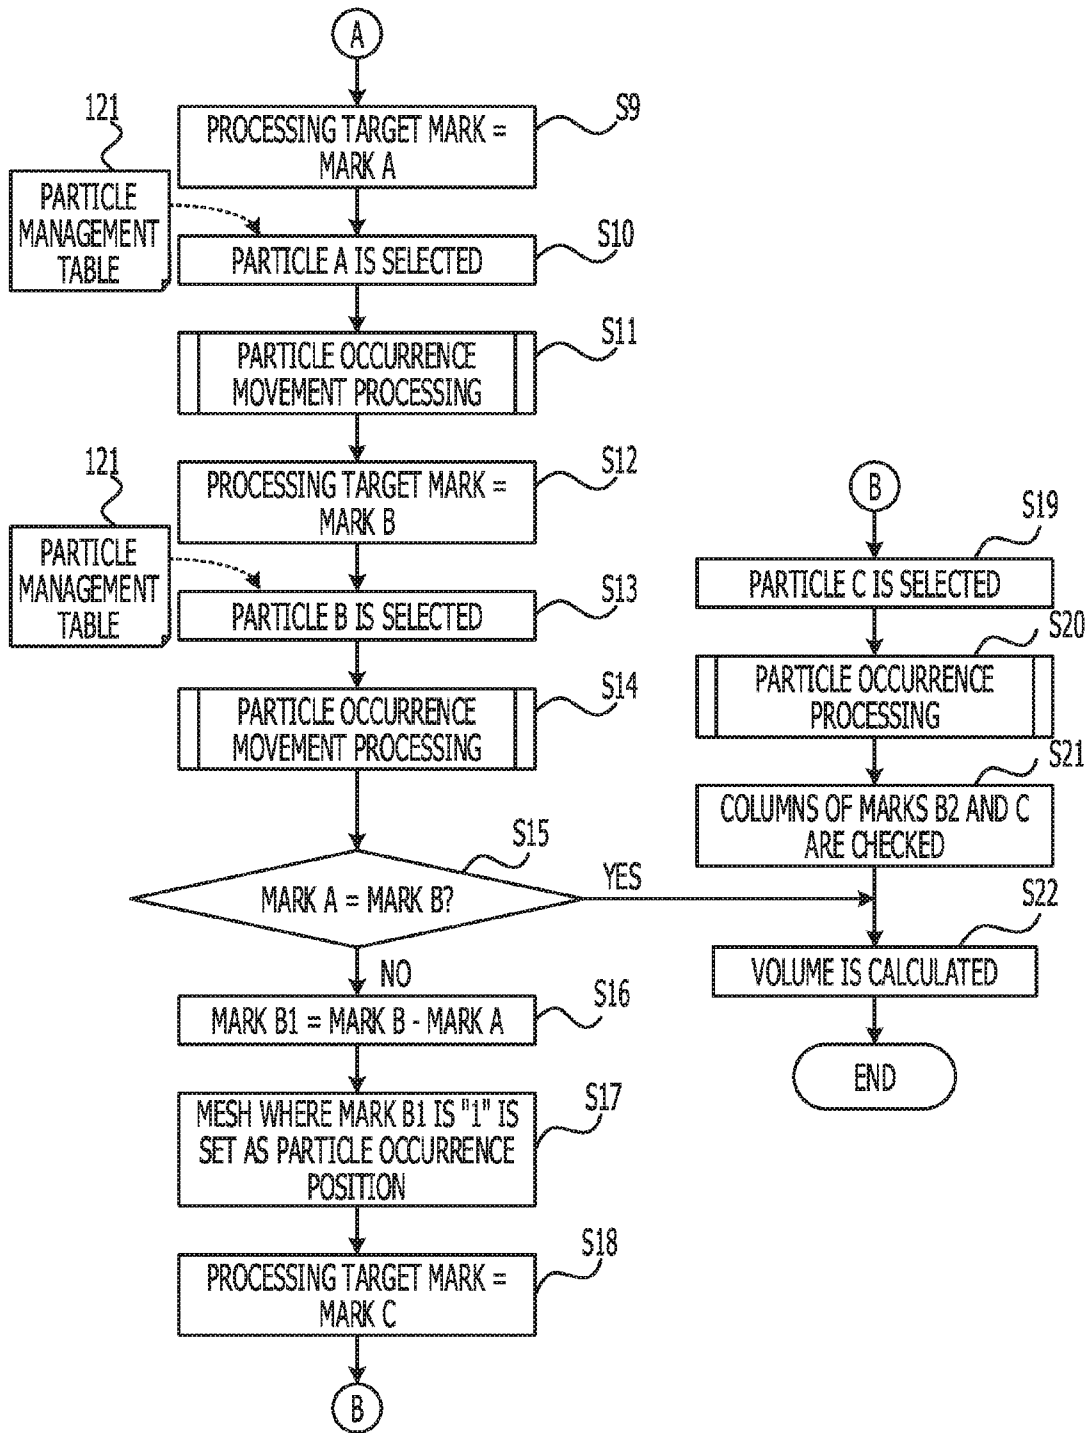 A
S9
PROCESSING TARGET MARK =
MARK A
121
PARTICLE
MANAGEMENT
TABLE
S10
PARTICLE A IS SELECTED
S11
PARTICLE OCCURRENCE
MOVEMENT PROCESSING
S12
PROCESSING TARGET MARK =
MARK B
121
PARTICLE
MANAGEMENT
TABLE
S13
PARTICLE B IS SELECTED
S14
PARTICLE OCCURRENCE
MOVEMENT PROCESSING
S15
MARK A = MARK B?
YES
NO
S16
MARK B1 = MARK B - MARK A
S17
MESH WHERE MARK B1 IS "1" IS
SET AS PARTICLE OCCURRENCE
POSITION
S18
PROCESSING TARGET MARK =
MARK C
B
B
S19
PARTICLE C IS SELECTED
S20
PARTICLE OCCURRENCE
PROCESSING
S21
COLUMNS OF MARKS B2 AND C
ARE CHECKED
S22
VOLUME IS CALCULATED
END